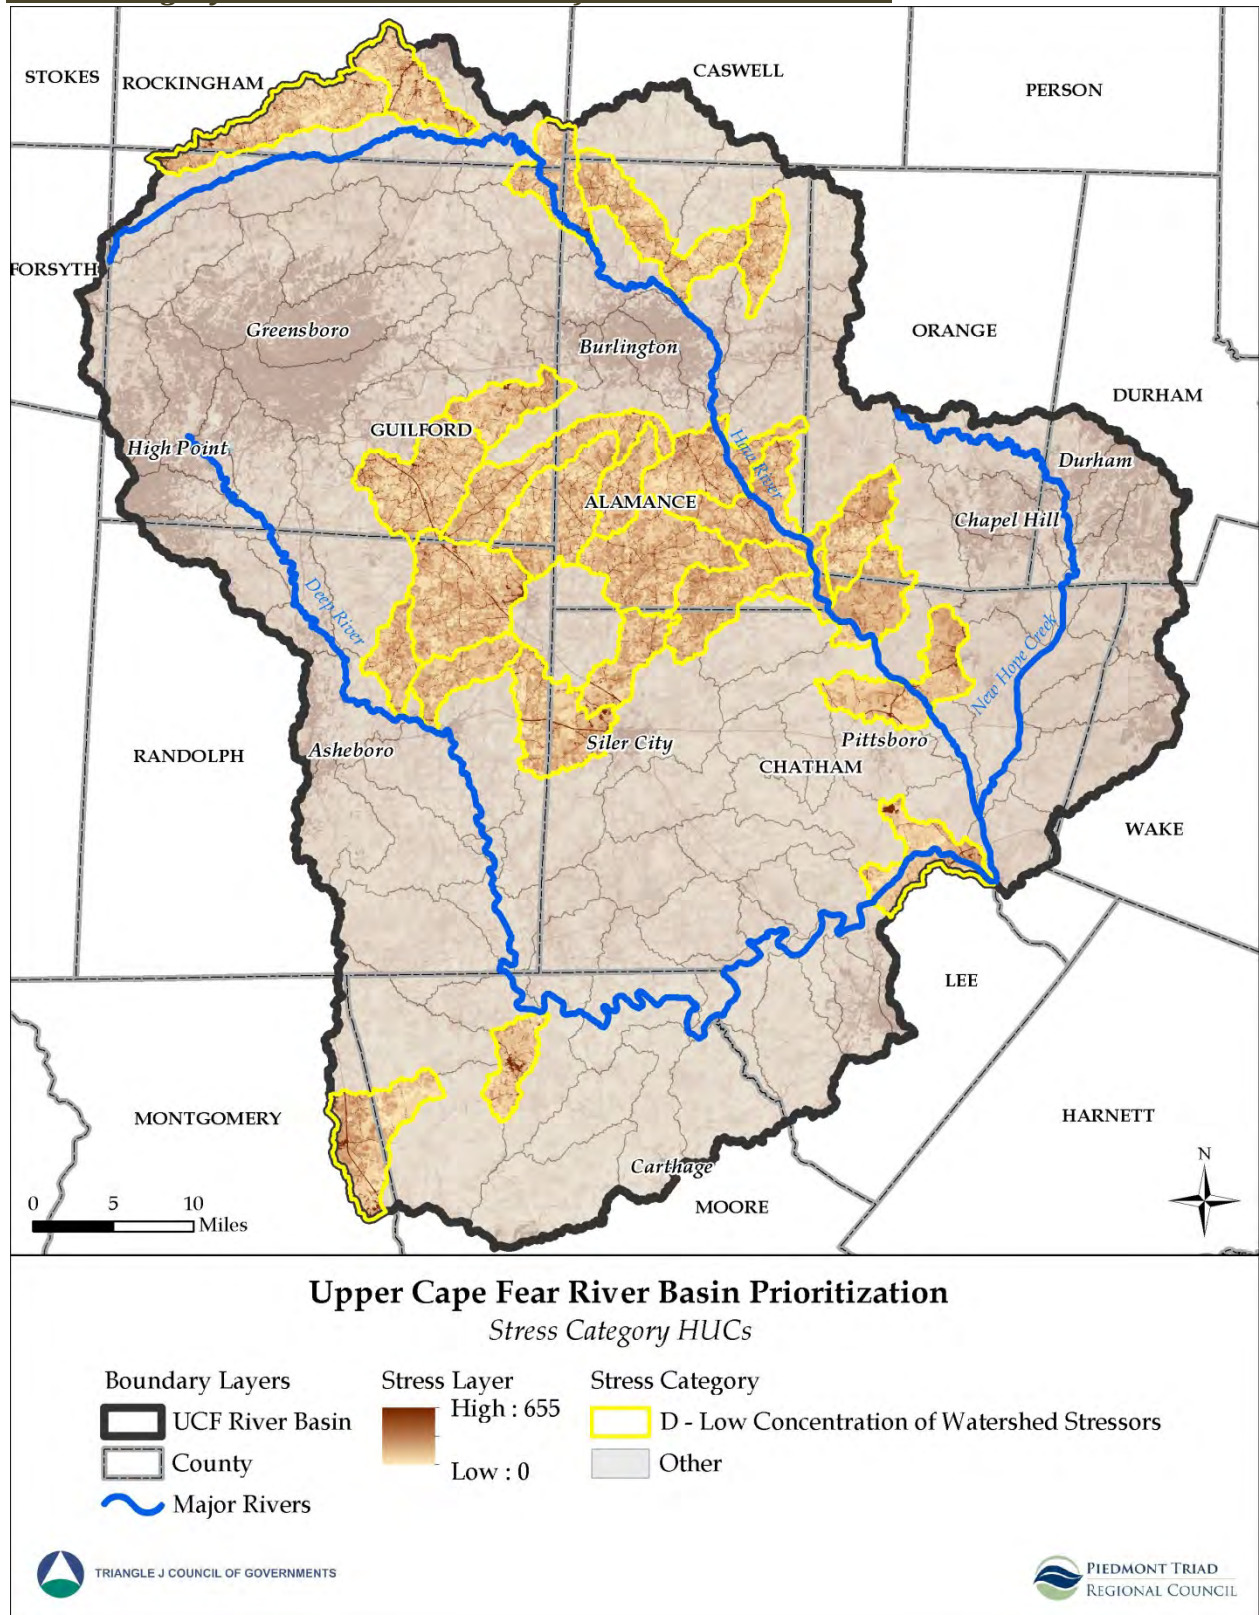 STOKES
ROCKINGHAM
CASWELL
PERSON
FORSYTH
Greensboro
Burlington
ORANGE
DURHAM
High Point
GUILFORD
Haw River
Durham
ALAMANCE
Chapel Hill
Deep River
New Hope Creek
RANDOLPH
Asheboro
Siler City
Pittsboro
CHATHAM
WAKE
LEE
MONTGOMERY
HARNETT
Carthage
MOORE
N
0 5 10
Miles
Upper Cape Fear River Basin Prioritization
Stress Category HUCs
Boundary Layers
UCF River Basin
County
Major Rivers
Stress Layer
High : 655
Low : 0
Stress Category
D - Low Concentration of Watershed Stressors
Other
TRIANGLE J COUNCIL OF GOVERNMENTS
PIEDMONT TRIAD
REGIONAL COUNCIL